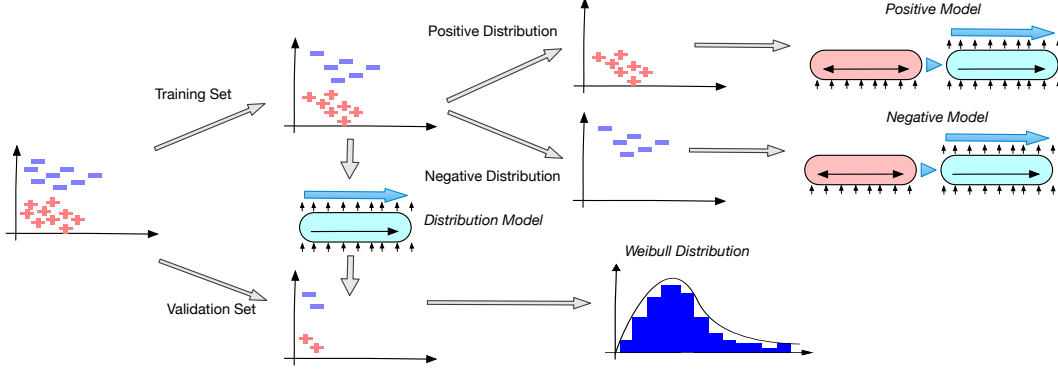 Positive Model
Positive Distribution
Training Set
Negative Model
Negative Distribution
Distribution Model
Weibull Distribution
Validation Set